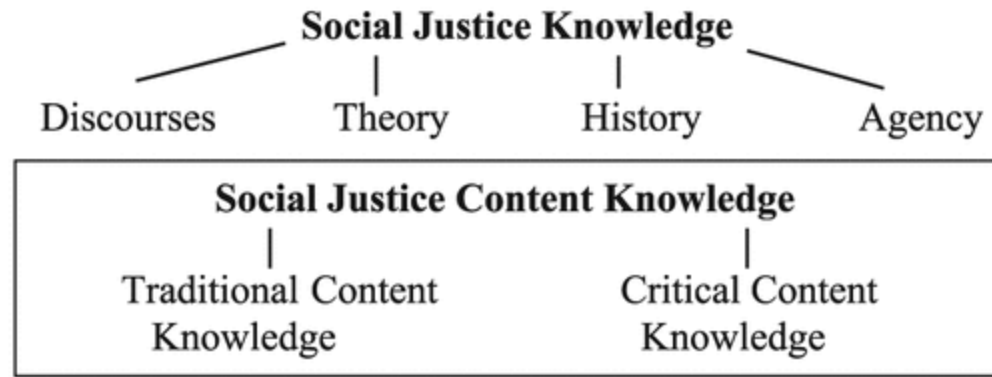 Social Justice Knowledge
Discourses Theory History Agency
Social Justice Content Knowledge
Traditional Content Critical Content
Knowledge Knowledge